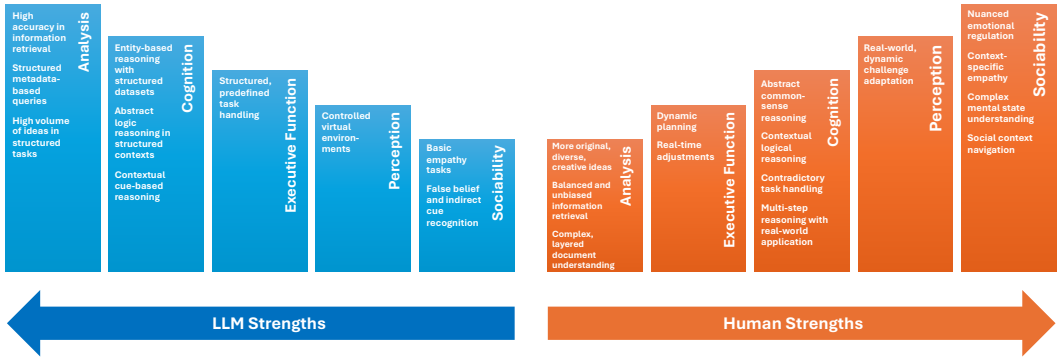 High
accuracy in
information
retrieval
Structured
metadata-
based
queries
High volume
of ideas in
structured
tasks
Analysis
Entity-based
reasoning
with
structured
datasets
Abstract
logic
reasoning in
structured
contexts
Contextual
cue-based
reasoning
Cognition
Structured,
predefined
task
handling
Executive Function
Controlled
virtual
environ-
ments
Perception
Basic
empathy
tasks
False belief
and indirect
cue
recognition
Sociability
More original,
diverse,
creative ideas
Balanced and
unbiased
information
retrieval
Complex,
layered
document
understanding
Analysis
Dynamic
planning
Real-time
adjustments
Executive Function
Abstract
common-
sense
reasoning
Contextual
logical
reasoning
Contradictory
task handling
Multi-step
reasoning with
real-world
application
Cognition
Real-world,
dynamic
challenge
adaptation
Perception
Nuanced
emotional
regulation
Context-
specific
empathy
Complex
mental state
understanding
Social context
navigation
Sociability
LLM Strengths
Human Strengths